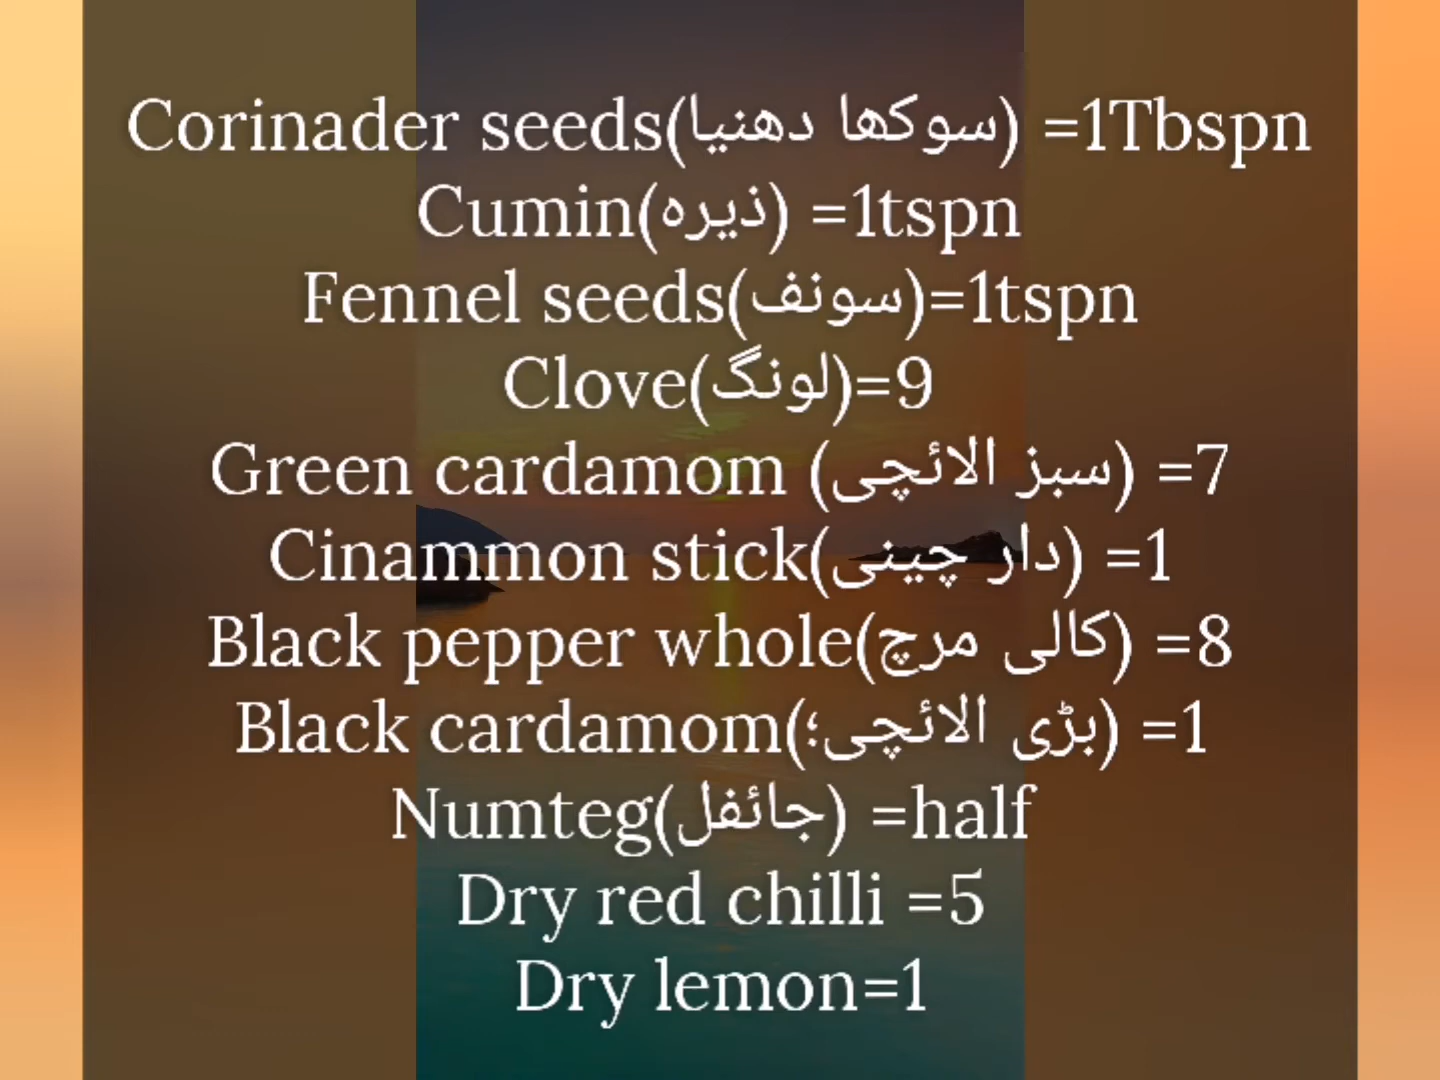 Corinader seeds(سوکھا دھنیا) =1Tbspn
Cumin(ذیرہ) =1tspn
Fennel seeds(سونف)=1tspn
Clove(لونگ)=9
Green cardamom (سبز الائچی) =7
Cinammon stick(دار چینی) =1
Black pepper whole(کالی مرچ) =8
Black cardamom(بڑی الائچی؛) =1
Numteg(جائفل) =half
Dry red chilli =5
Dry lemon=1